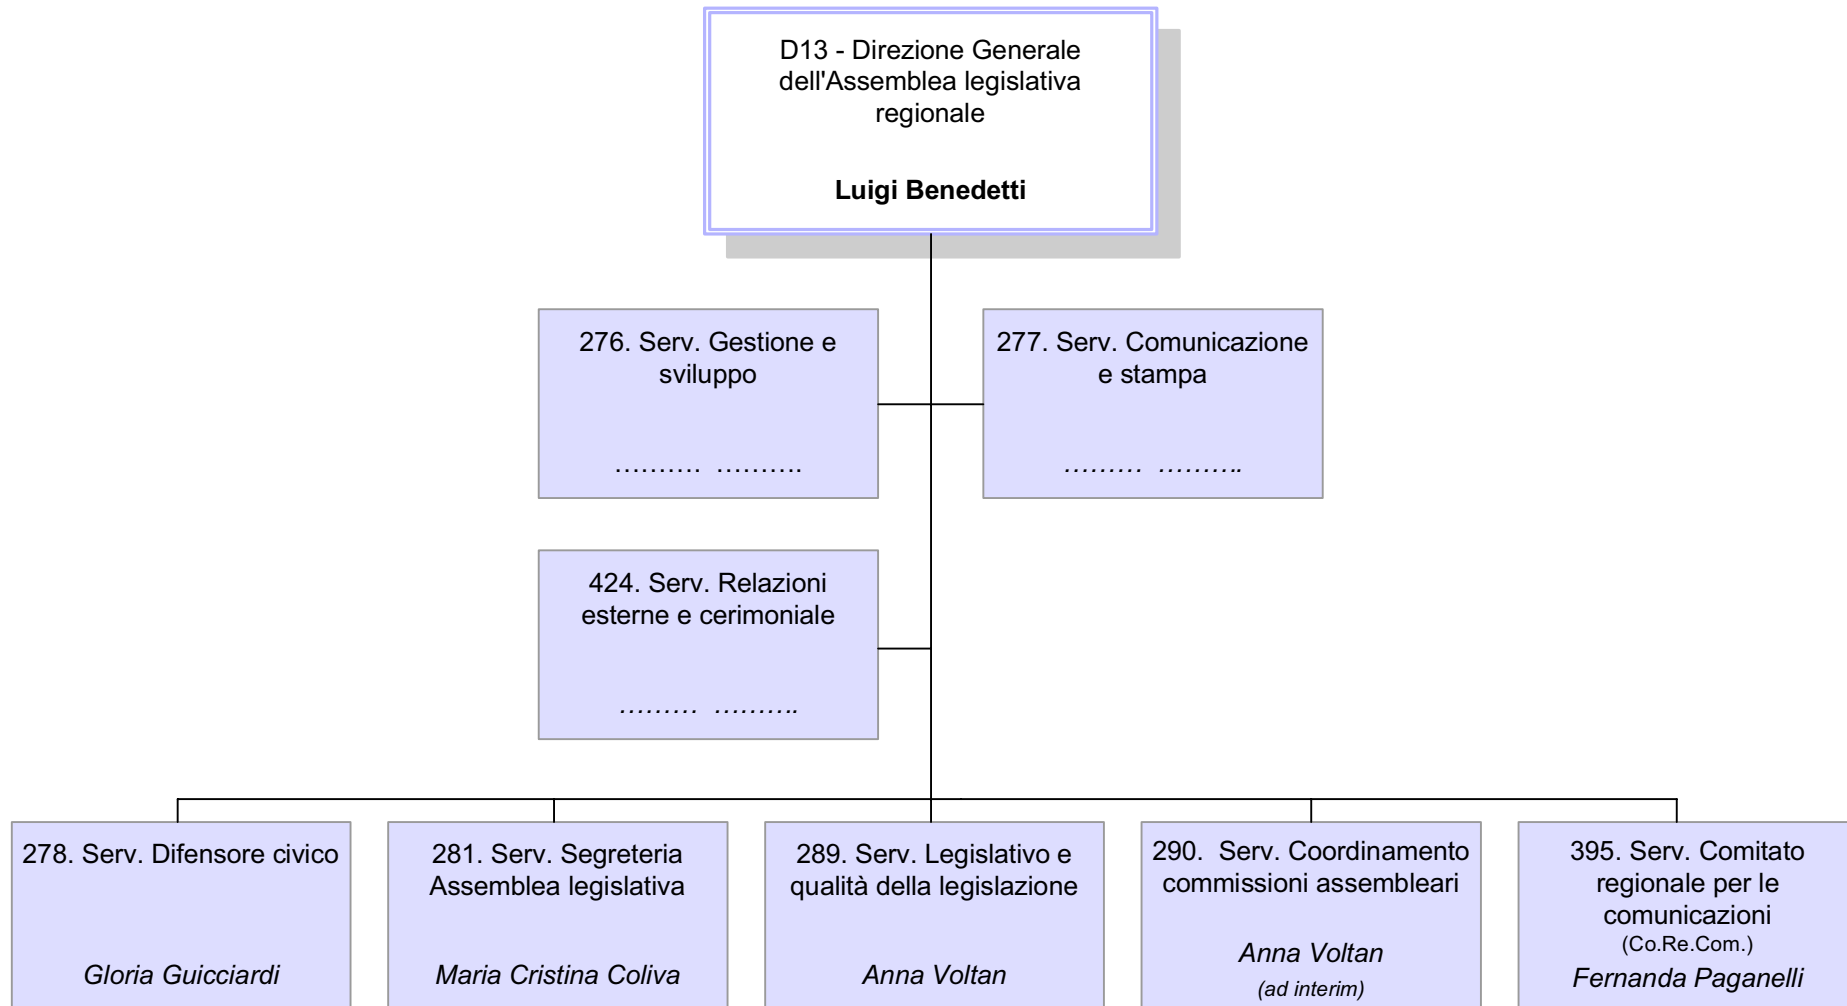 D13 - Direzione Generale
dell'Assemblea legislativa
regionale
Luigi Benedetti
276. Serv. Gestione e
sviluppo
………. ……….
277. Serv. Comunicazione
e stampa
……… ……….
424. Serv. Relazioni
esterne e cerimoniale
……… ……….
278. Serv. Difensore civico
Gloria Guicciardi
281. Serv. Segreteria
Assemblea legislativa
Maria Cristina Coliva
289. Serv. Legislativo e
qualità della legislazione
Anna Voltan
290. Serv. Coordinamento
commissioni assembleari
Anna Voltan
(ad interim)
395. Serv. Comitato
regionale per le
comunicazioni
(Co.Re.Com.)
Fernanda Paganelli